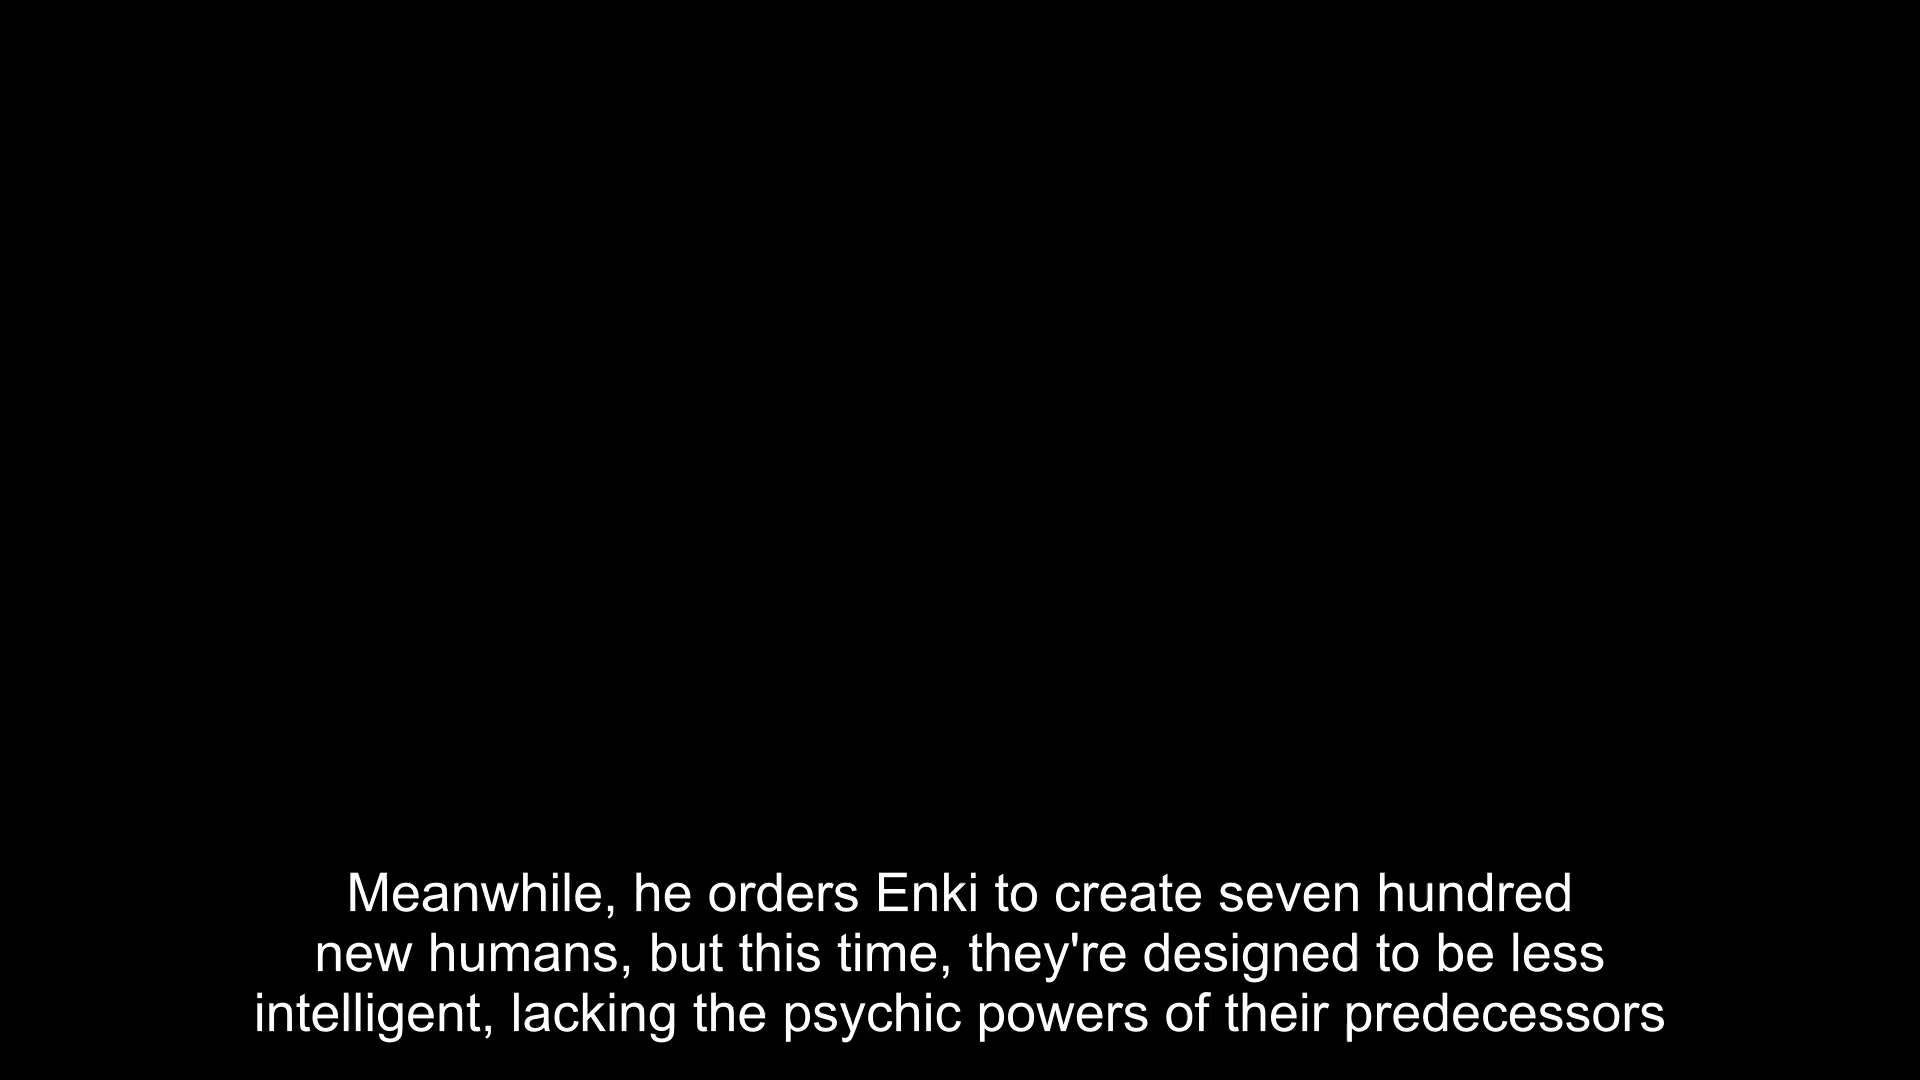 Meanwhile, he orders Enki to create seven hundred
new humans, but this time, they're designed to be less
intelligent, lacking the psychic powers of their predecessors